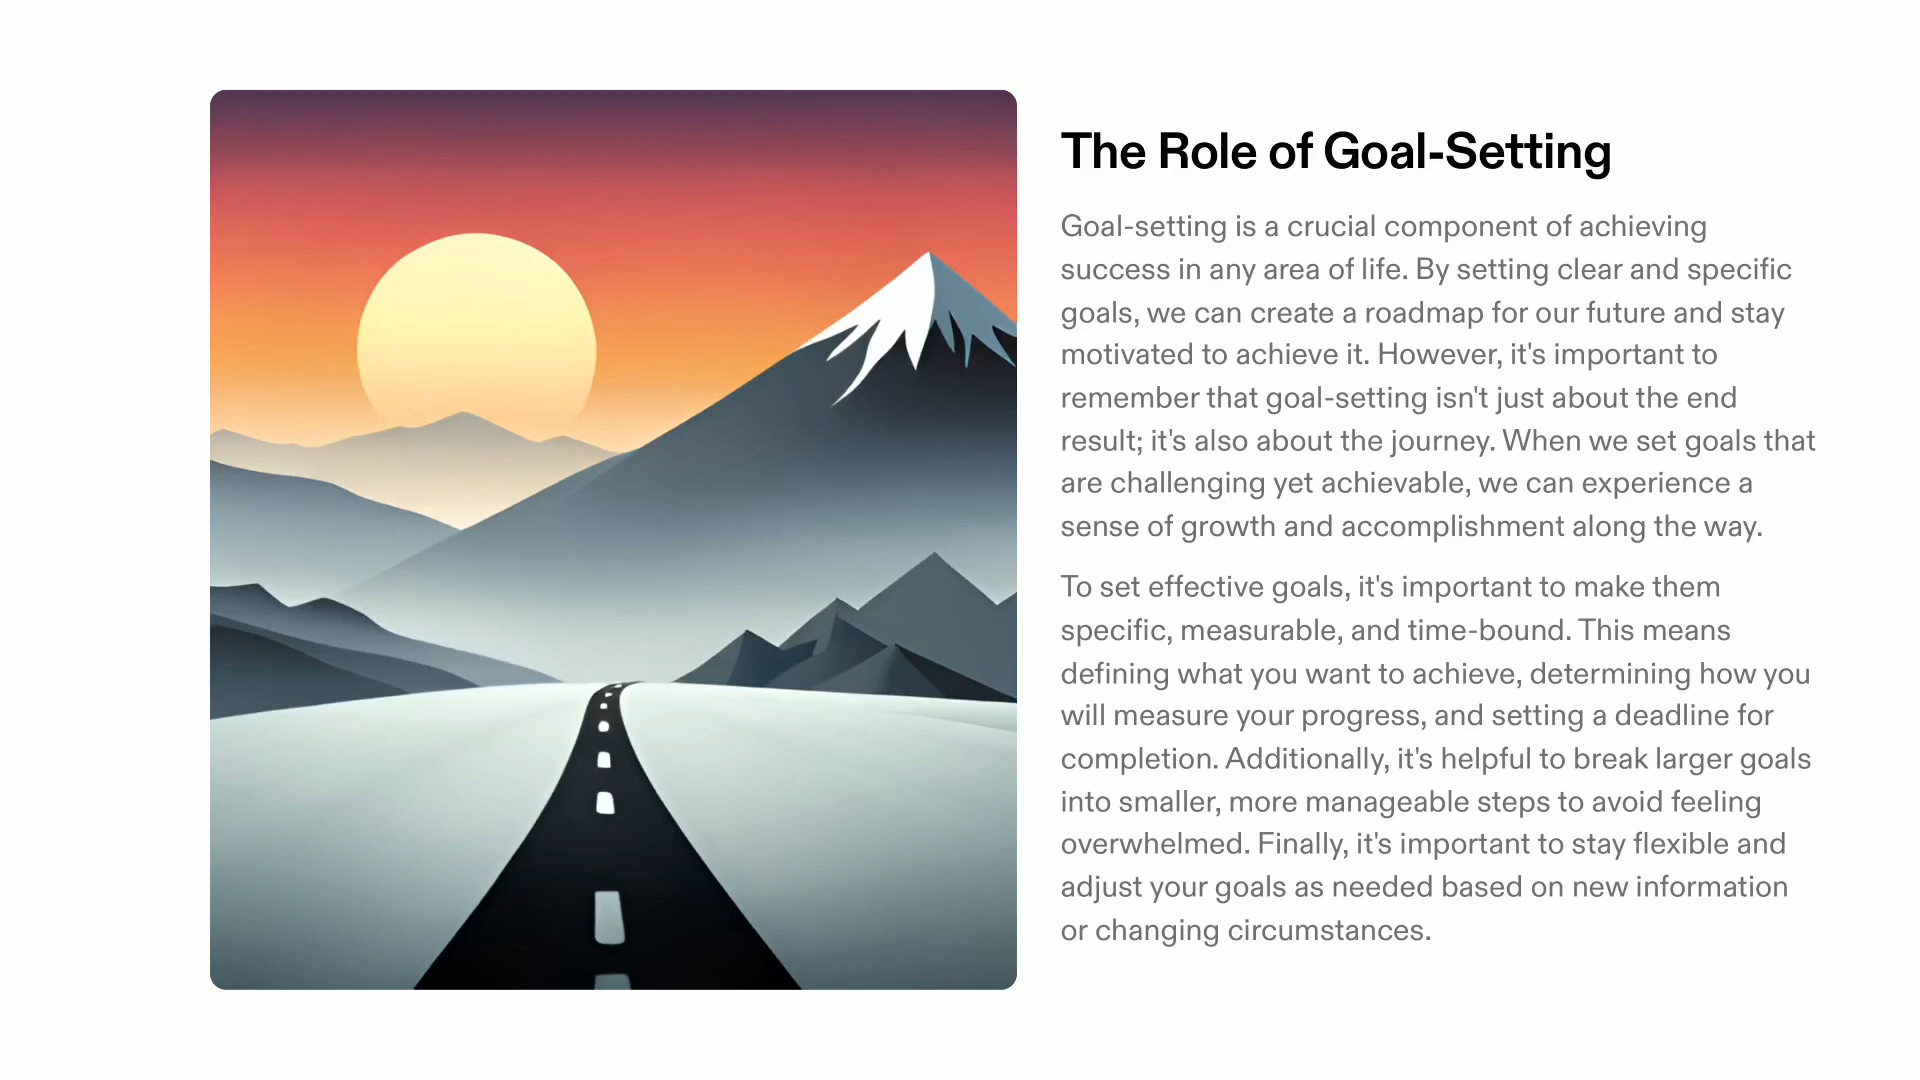 The Role of Goal-Setting
Goal-setting is a crucial component of achieving
success in any area of life. By setting clear and specific
goals, we can create a roadmap for our future and stay
motivated to achieve it. However, it's important to
remember that goal-setting isn't just about the end
result; it's also about the journey. When we set goals that
are challenging yet achievable, we can experience a
sense of growth and accomplishment along the way.
To set effective goals, it's important to make them
specific, measurable, and time-bound. This means
defining what you want to achieve, determining how you
will measure your progress, and setting a deadline for
completion. Additionally, it's helpful to break larger goals
into smaller, more manageable steps to avoid feeling
overwhelmed. Finally, it's important to stay flexible and
adjust your goals as needed based on new information
or changing circumstances.